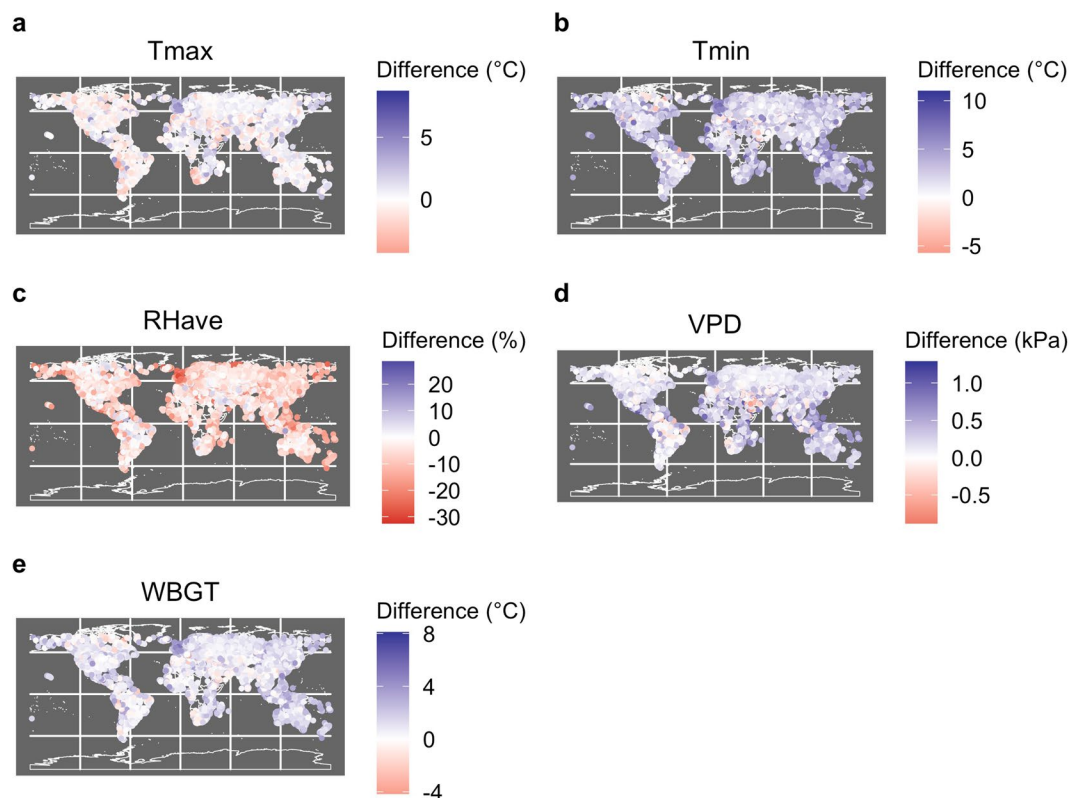 a
Tmax
Difference (°C)
5
0
b
Tmin
Difference (°C)
10
5
0
-5
c
RHave
Difference (%)
20
10
0
-10
-20
-30
d
VPD
Difference (kPa)
1.0
0.5
0.0
-0.5
e
WBGT
Difference (°C)
8
4
0
-4